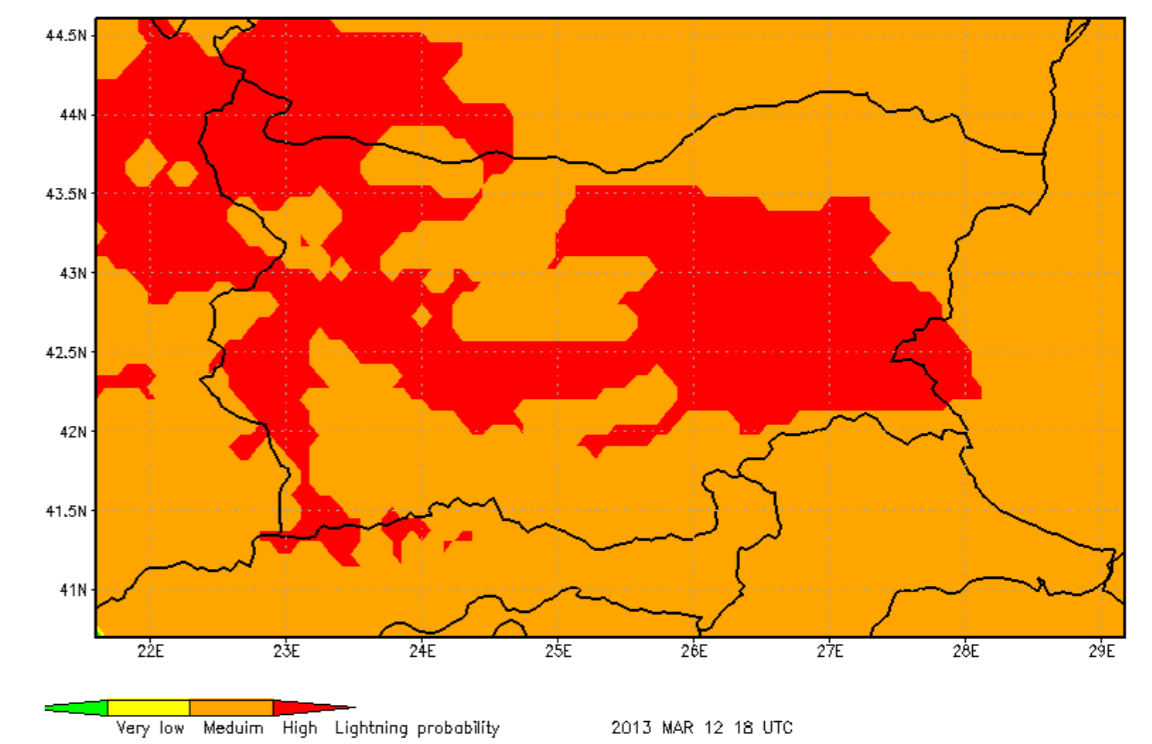 44.5N
44N
43.5N
43N
42.5N
42N
41.5N
41N
22E 23E 24E 25E 26E 27E 28E 29E
Very low Meduim High Lightning probability 2013 MAR 12 18 UTC